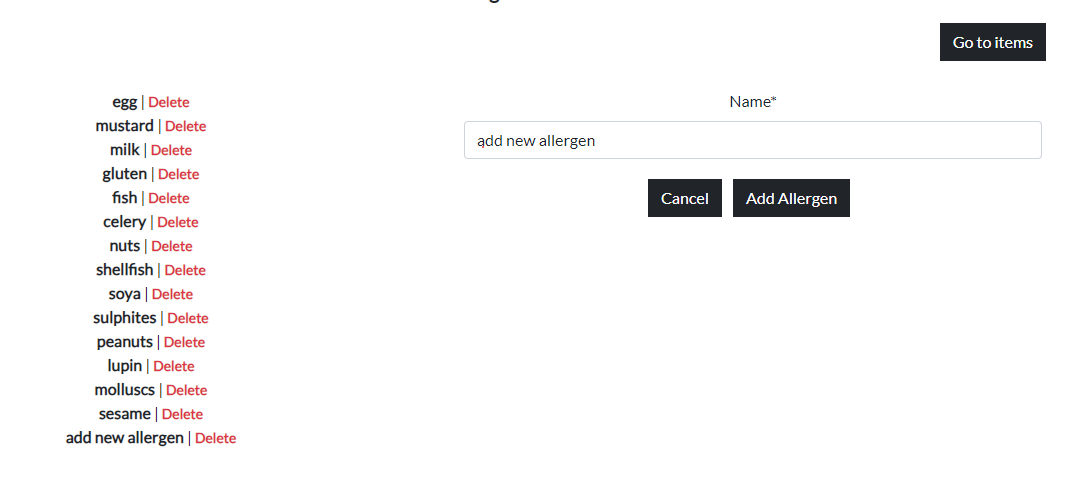 Go to items
egg | Delete
mustard | Delete
milk | Delete
gluten | Delete
fish | Delete
celery | Delete
nuts | Delete
shellfish | Delete
soya | Delete
sulphites | Delete
peanuts | Delete
lupin | Delete
molluscs | Delete
sesame | Delete
add new allergen | Delete
Name*
add new allergen
Cancel Add Allergen